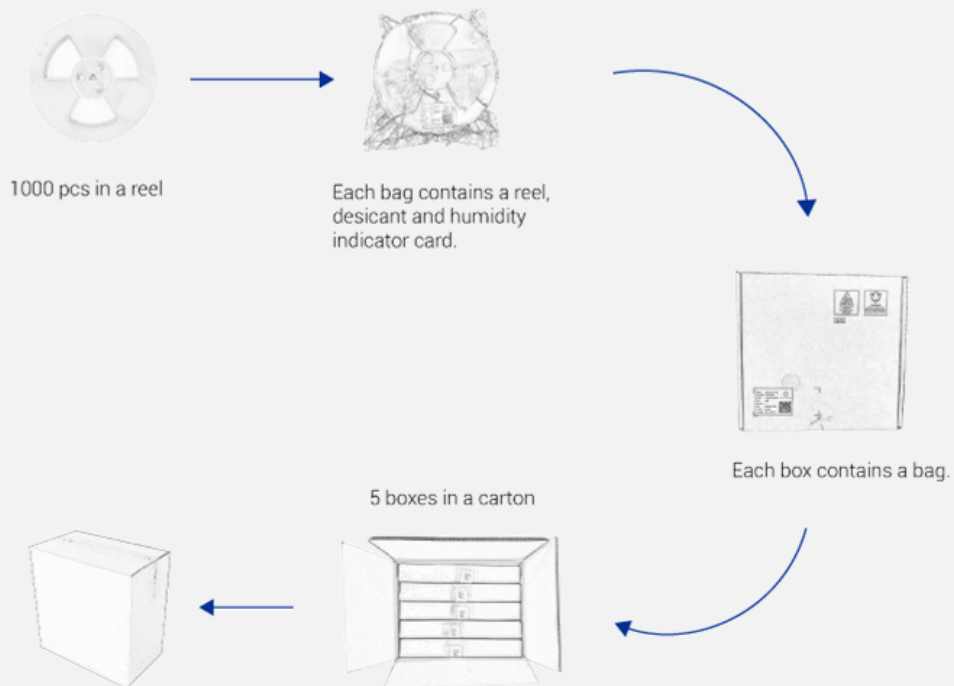 1000 pcs in a reel
Each bag contains a reel,
desicant and humidity
indicator card.
Each box contains a bag.
5 boxes in a carton